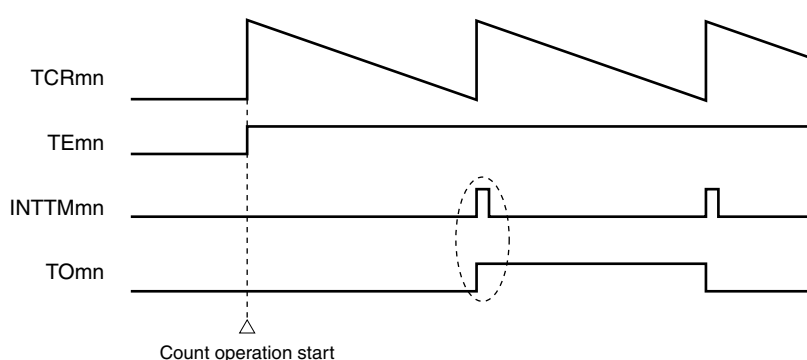 TCRmn
TEmn
INTTMmn
TOmn
Count operation start